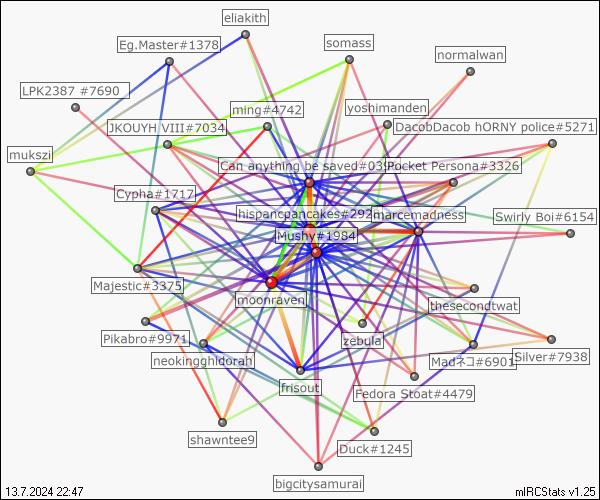 eliakith
Eg.Master#1378
somass
normalwan
LPK2387 #7690
ming#4742
yoshimanden
JKOUYH VIII#7034
DacobDacob hORNY police#5271
mukszi
Can anything be saved#03
Pocket Persona#3326
Cypha#1717
hispancpancakes#292
marcemadness
Swirly Boi#6154
Mushy#1984
Majestic#3375
moonraven
thesecondtwat
Pikabro#9971
neokingghidorah
zebula
Madネコ#6901
Silver#7938
frisout
Fedora Stoat#4479
shawntee9
Duck#1245
bigcitysamurai
13.7.2024 22:47
mIRCStats v1.25